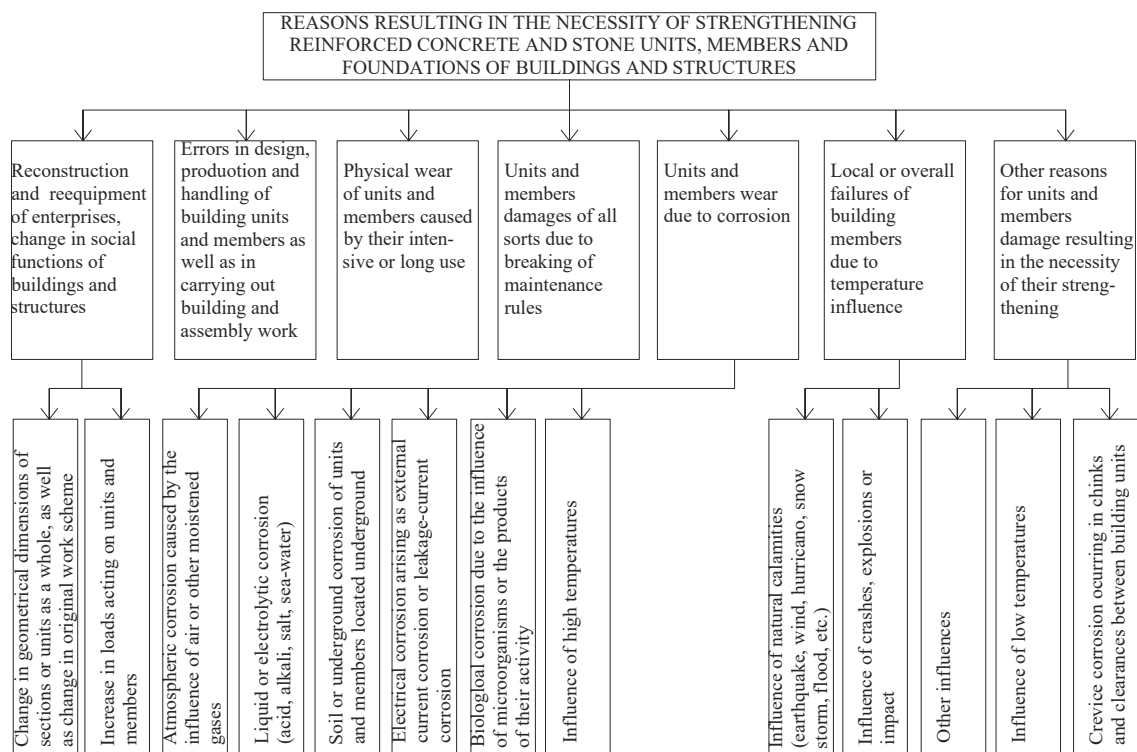 REASONS RESULTING IN THE NECESSITY OF STRENGTHENING
REINFORCED CONCRETE AND STONE UNITS, MEMBERS AND
FOUNDATIONS OF BUILDINGS AND STRUCTURES
Reconstruction
and reequipment
of enterprises,
change in social
functions of
buildings and
structures
Errors in design,
production and
handling of
building units
and members as
well as in
carrying out
building and
assembly work
Physical wear
of units and
members caused
by their inten-
sive or long use
Units and
members
damages of all
sorts due to
breaking of
maintenance
rules
Units and
members wear
due to corrosion
Local or overall
failures of
building
members
due to
temperature
influence
Other reasons
for units and
members
damage resulting
in the necessity
of their streng-
thening
Change in geometrical dimensions of
sections or units as a whole, as well
as change in original work scheme
Increase in loads acting on units and
members
Atmospheric corrosion caused by the
influence of air or other moistened
gases
Liquid or electrolytic corrosion
(acid, alkali, salt, sea-water)
Soil or underground corrosion of units
and members located underground
Electrical corrosion arising as external
current corrosion or leakage-current
corrosion
Biologloal corrosion due to the influence
of microorganisms or the products
of their activity
Influence of high temperatures
Influence of natural calamities
(earthquake, wind, hurricano, snow
storm, flood, etc.)
Influence of crashes, explosions or
impact
Other influences
Influence of low temperatures
Crevice corrosion ocurring in chinks
and clearances between building units